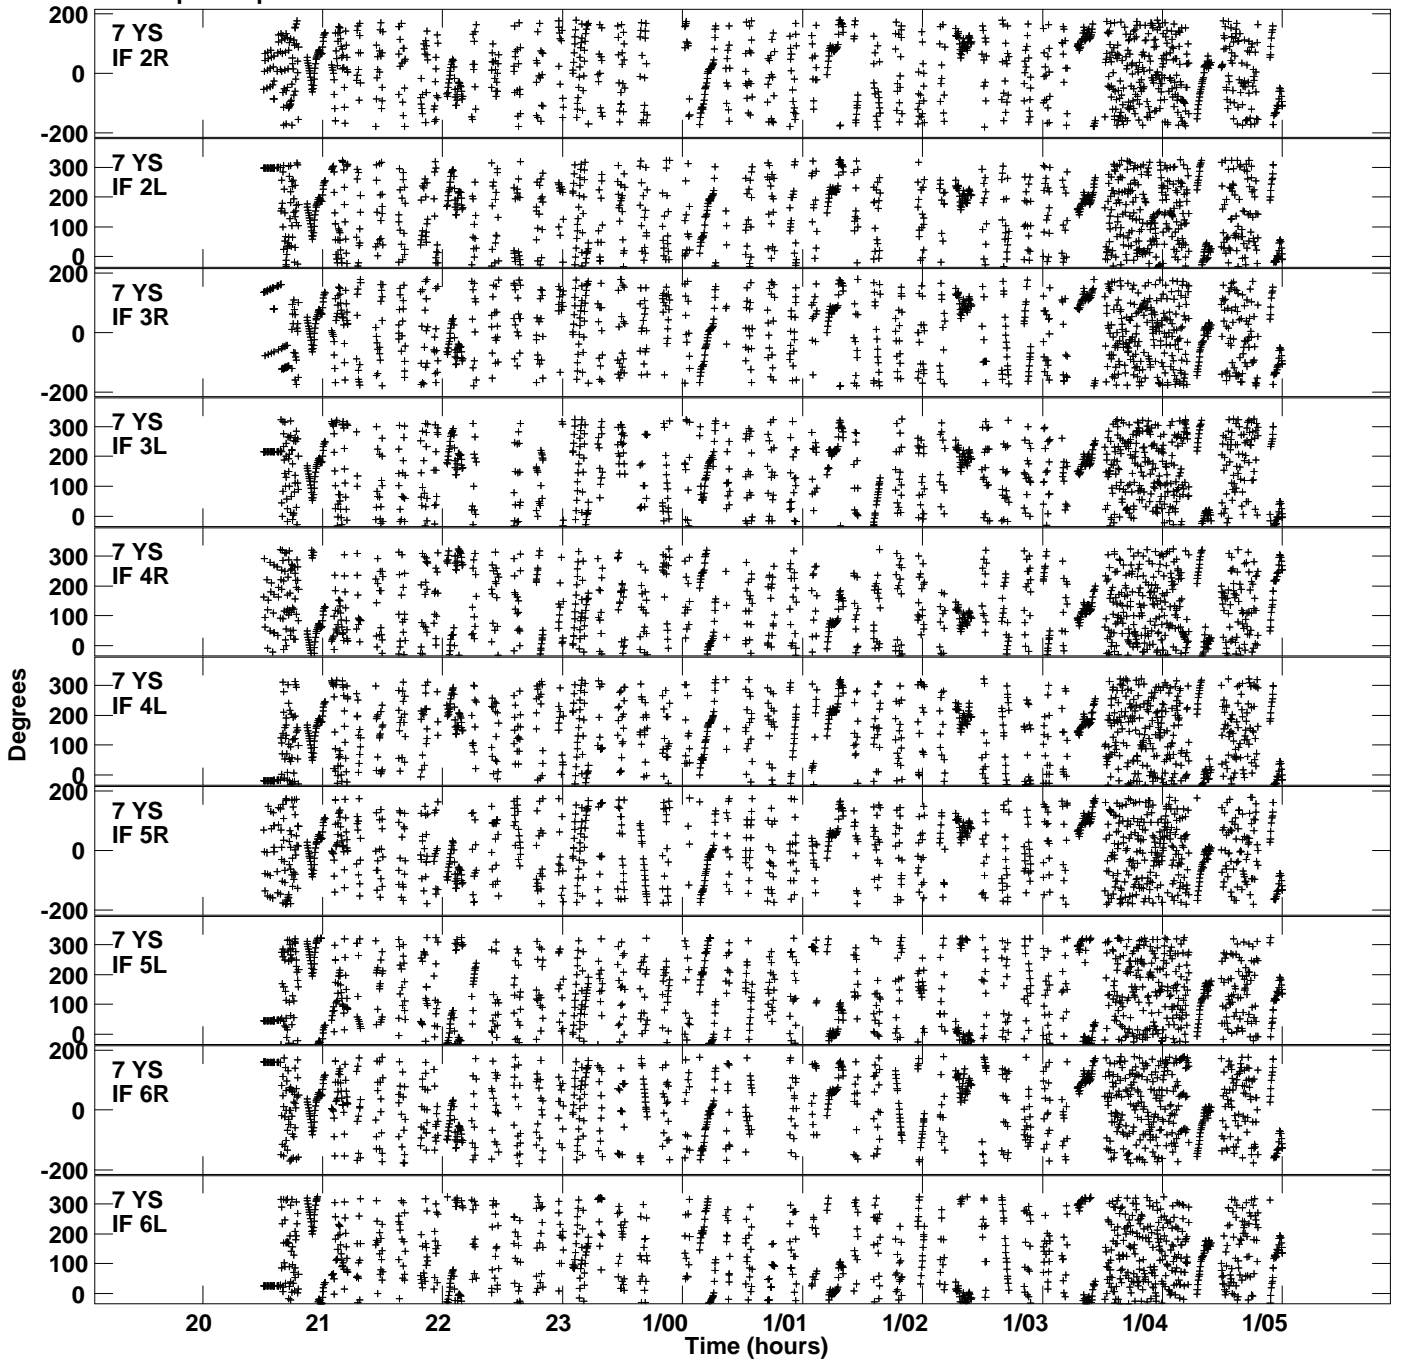 200
7 YS
IF 2R
0
-200
7 YS
IF 2L
300
200
100
0
200
7 YS
IF 3R
0
-200
7 YS
IF 3L
300
200
100
0
7 YS
IF 4R
300
200
100
0
7 YS
IF 4L
300
200
100
0
200
7 YS
IF 5R
0
-200
7 YS
IF 5L
300
200
100
0
200
7 YS
IF 6R
0
-200
7 YS
IF 6L
300
200
100
0
Degrees
20 21 22 23 1/00 1/01 1/02 1/03 1/04 1/05
Time (hours)